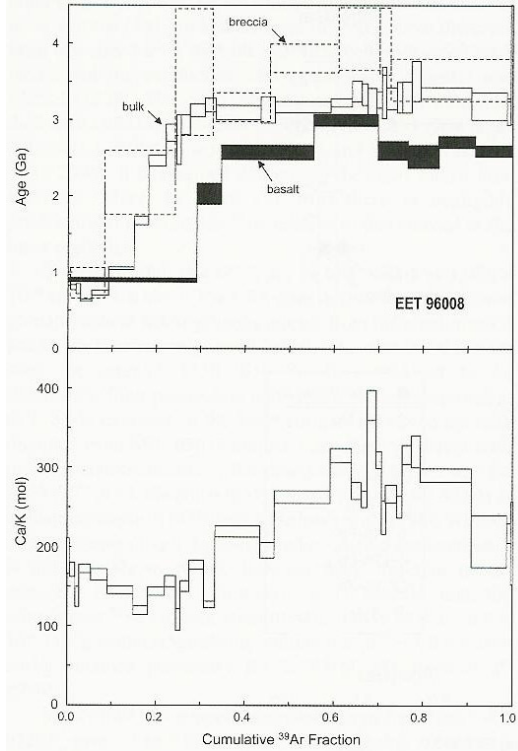 breccia
bulk
basalt
EET 96008
Age (Ga)
4
3
2
1
0
Ca/K (mol)
400
300
200
100
0
0.0 0.2 0.4 0.6 0.8 1.0
Cumulative ³⁹Ar Fraction